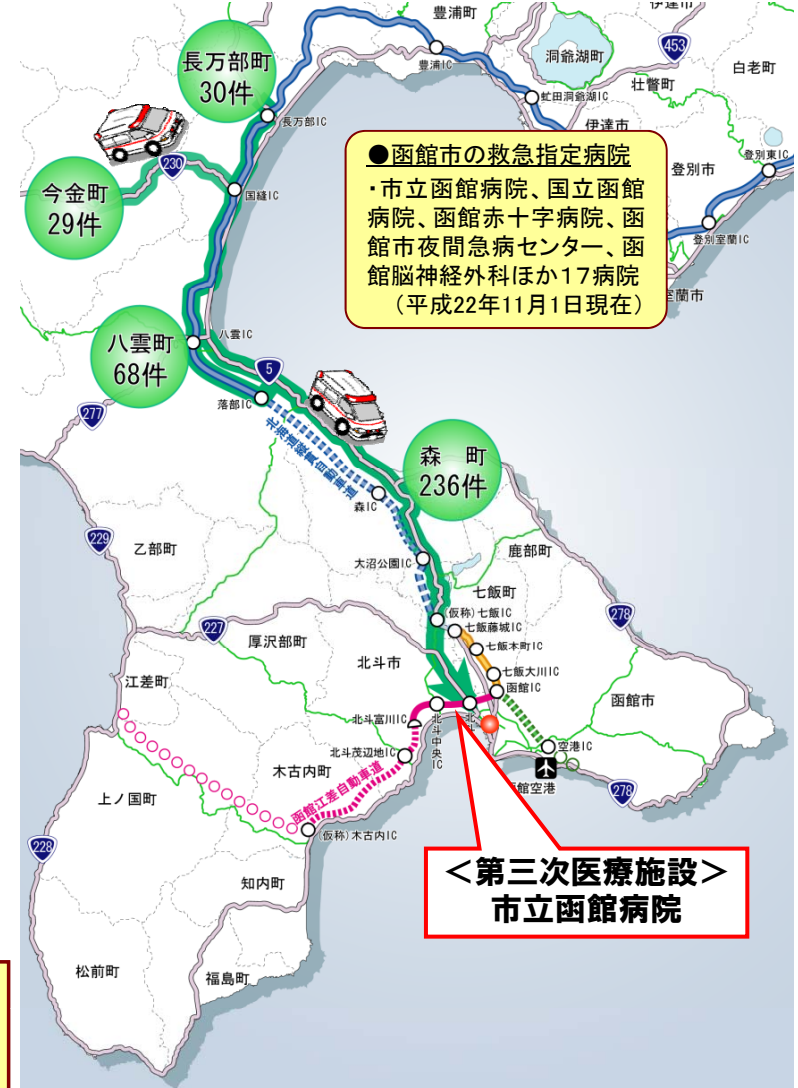 豊浦町
伊達市
453
豊浦IC
洞爺湖町
白老町
長万部町
30件
壮瞥町
虻田洞爺湖IC
長万部IC
伊達市
●函館市の救急指定病院
・市立函館病院、国立函館
病院、函館赤十字病院、函
館市夜間急病センター、函
館脳神経外科ほか17病院
(平成22年11月1日現在)
登別東IC
登別市
230
今金町
29件
国縫IC
登別室蘭IC
室蘭市
八雲町
68件
八雲IC
5
落部IC
277
北海道縦貫自動車道
森 町
236件
森IC
229
乙部町
大沼公園IC
鹿部町
七飯町
278
(仮称)七飯IC
七飯藤城IC
227
厚沢部町
七飯本町IC
北斗市
七飯大川IC
江差町
函館IC
函館市
北斗富川IC
北斗中央IC
北斗
北斗茂辺地IC
空港IC
木古内町
館空港
278
上ノ国町
函館江差自動車道
(仮称)木古内IC
228
<第三次医療施設>
市立函館病院
知内町
松前町
福島町